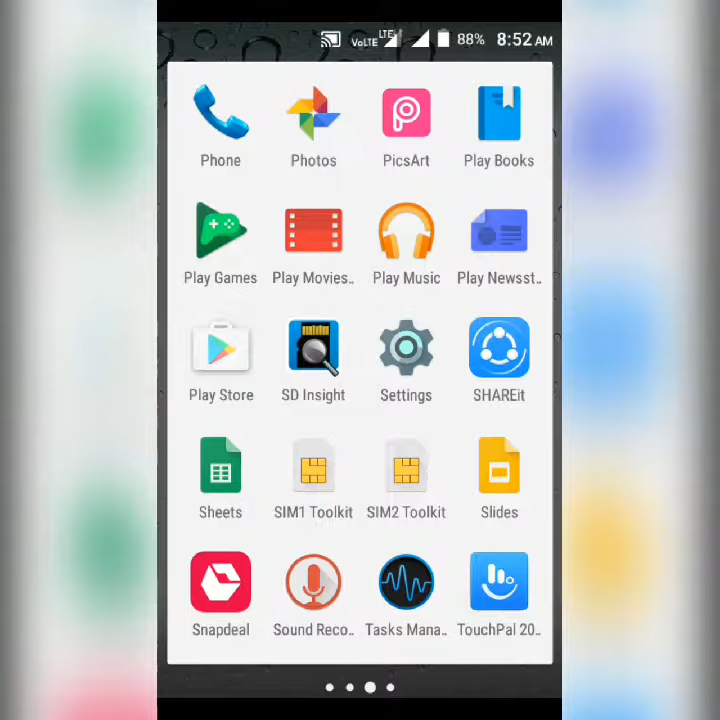 VoLTE LTE 88% 8:52 AM
Phone Photos PicsArt Play Books
Play Games Play Movies.. Play Music Play Newsst..
Play Store SD Insight Settings SHAREit
Sheets SIM1 Toolkit SIM2 Toolkit Slides
Snapdeal Sound Reco.. Tasks Mana.. TouchPal 20..